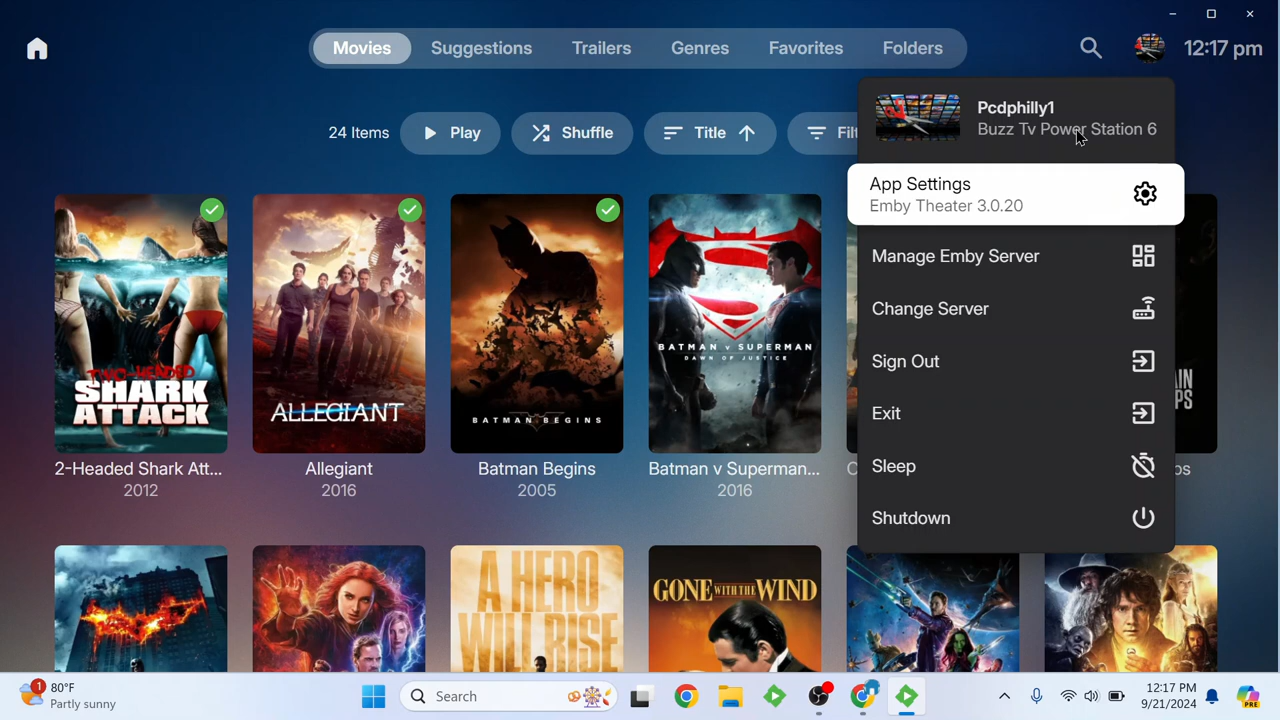 Movies Suggestions Trailers Genres Favorites Folders 12:17 pm
24 Items Play Shuffle Title
Pcdphilly1
Buzz Tv Power Station 6
App Settings
Emby Theater 3.0.20
Manage Emby Server
Change Server
Sign Out
Exit
Sleep
Shutdown
TWO-HEADED
SHARK
ATTACK
ALLEGIANT
BATMAN BEGINS
BATMAN v SUPERMAN
DAWN OF JUSTICE
2-Headed Shark Att... Allegiant Batman Begins Batman v Superman...
2012 2016 2005 2016
A HERO
WILL RISE
GONE WITH THE WIND
1 80°F
Partly sunny
Search
12:17 PM
9/21/2024
PRE